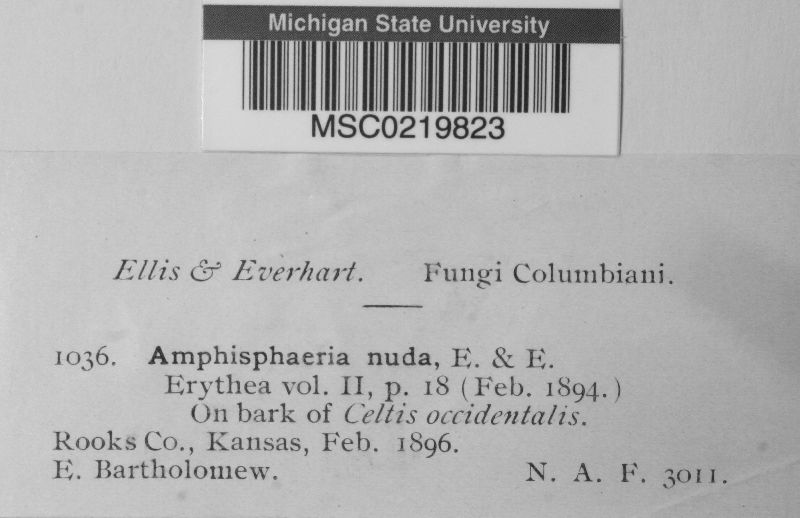 Michigan State University
MSC0219823
Ellis & Everhart. Fungi Columbiani.
1036. Amphisphaeria nuda, E. & E.
Erythea vol. II, p. 18 (Feb. 1894.)
On bark of Celtis occidentalis.
Rooks Co., Kansas, Feb. 1896.
E. Bartholomew. N. A. F. 3011.